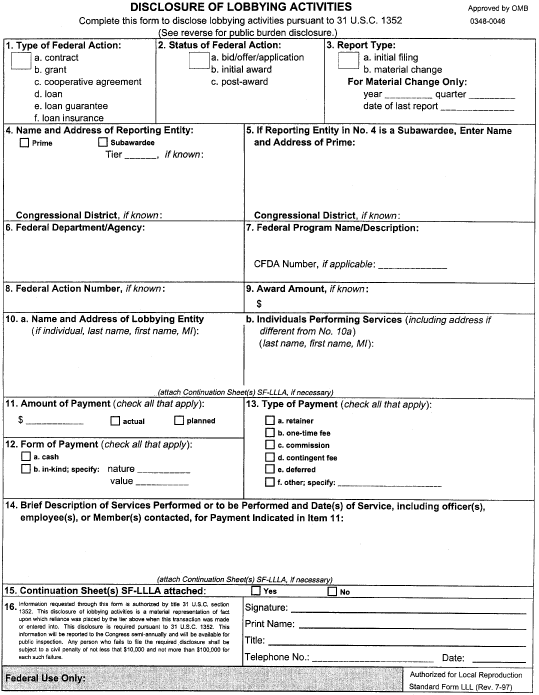 DISCLOSURE OF LOBBYING ACTIVITIES
Approved by OMB
Complete this form to disclose lobbying activities pursuant to 31 U.S.C. 1352
0348-0046
(See reverse for public burden disclosure.)
1. Type of Federal Action:
a. contract
b. grant
c. cooperative agreement
d. loan
e. loan guarantee
f. loan insurance
2. Status of Federal Action:
a. bid/offer/application
b. initial award
c. post-award
3. Report Type:
a. initial filing
b. material change
For Material Change Only:
year ________ quarter ________
date of last report ____________
4. Name and Address of Reporting Entity:
Prime Subawardee
Tier ______, if known:
Congressional District, if known:
5. If Reporting Entity in No. 4 is a Subawardee, Enter Name
and Address of Prime:
Congressional District, if known:
6. Federal Department/Agency:
7. Federal Program Name/Description:
CFDA Number, if applicable: ___________
8. Federal Action Number, if known:
9. Award Amount, if known:
$
10. a. Name and Address of Lobbying Entity
(if individual, last name, first name, MI):
b. Individuals Performing Services (including address if
different from No. 10a)
(last name, first name, MI):
(attach Continuation Sheet(s) SF-LLLA, if necessary)
11. Amount of Payment (check all that apply):
$ ___________ actual planned
12. Form of Payment (check all that apply):
a. cash
b. in-kind; specify: nature __________
value __________
13. Type of Payment (check all that apply):
a. retainer
b. one-time fee
c. commission
d. contingent fee
e. deferred
f. other; specify: ________________
14. Brief Description of Services Performed or to be Performed and Date(s) of Service, including officer(s),
employee(s), or Member(s) contacted, for Payment Indicated in Item 11:
(attach Continuation Sheet(s) SF-LLLA, if necessary)
15. Continuation Sheet(s) SF-LLLA attached: Yes No
16. Information requested through this form is authorized by title 31 U.S.C. section
1352. This disclosure of lobbying activities is a material representation of fact
upon which reliance was placed by the tier above when this transaction was made
or entered into. This disclosure is required pursuant to 31 U.S.C. 1352. This
information will be reported to the Congress semi-annually and will be available for
public inspection. Any person who fails to file the required disclosure shall be
subject to a civil penalty of not less that $10,000 and not more than $100,000 for
each such failure.
Signature: ____________________
Print Name: ____________________
Title: ____________________
Telephone No.: ____________________ Date: ________
Federal Use Only:
Authorized for Local Reproduction
Standard Form LLL (Rev. 7-97)